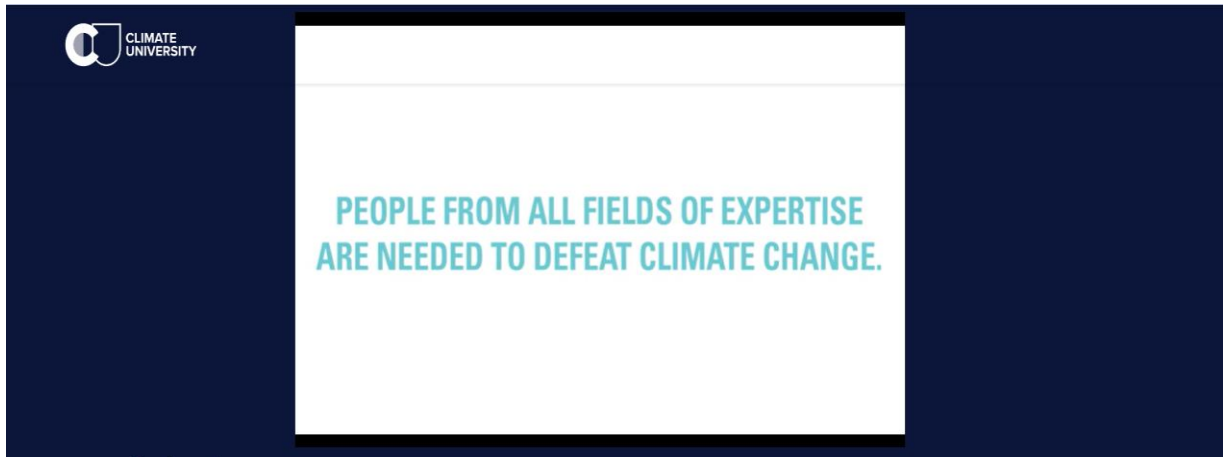 CLIMATE
UNIVERSITY
PEOPLE FROM ALL FIELDS OF EXPERTISE
ARE NEEDED TO DEFEAT CLIMATE CHANGE.